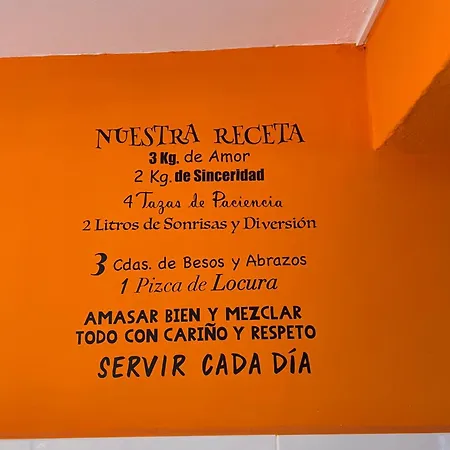 NUESTRA RECETA
3 Kg. de Amor
2 Kg. de Sinceridad
4 Tazas de Paciencia
2 Litros de Sonrisas y Diversión
3 Cdas. de Besos y Abrazos
1 Pizca de Locura
AMASAR BIEN Y MEZCLAR
TODO CON CARIÑO Y RESPETO
SERVIR CADA DÍA